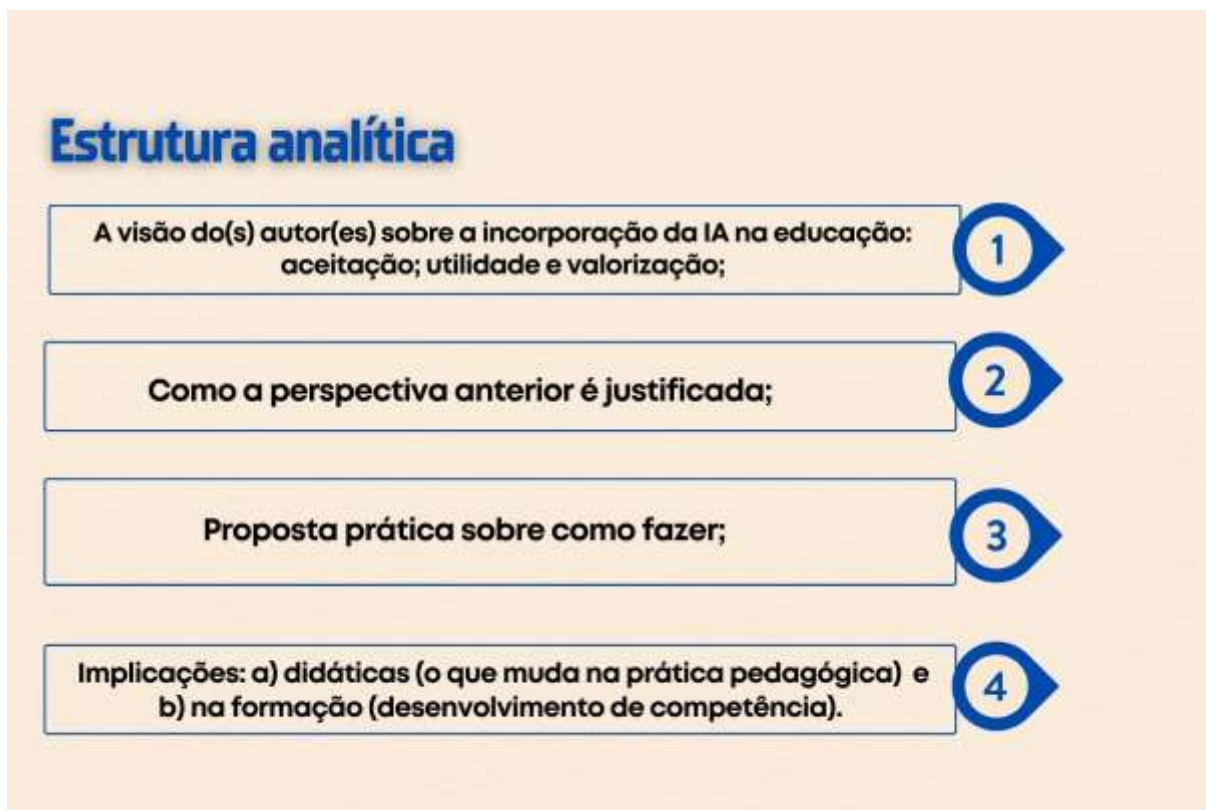 Estrutura analítica
A visão do(s) autor(es) sobre a incorporação da IA na educação:
aceitação; utilidade e valorização;
1
Como a perspectiva anterior é justificada;
2
Proposta prática sobre como fazer;
3
Implicações: a) didáticas (o que muda na prática pedagógica) e
b) na formação (desenvolvimento de competência).
4